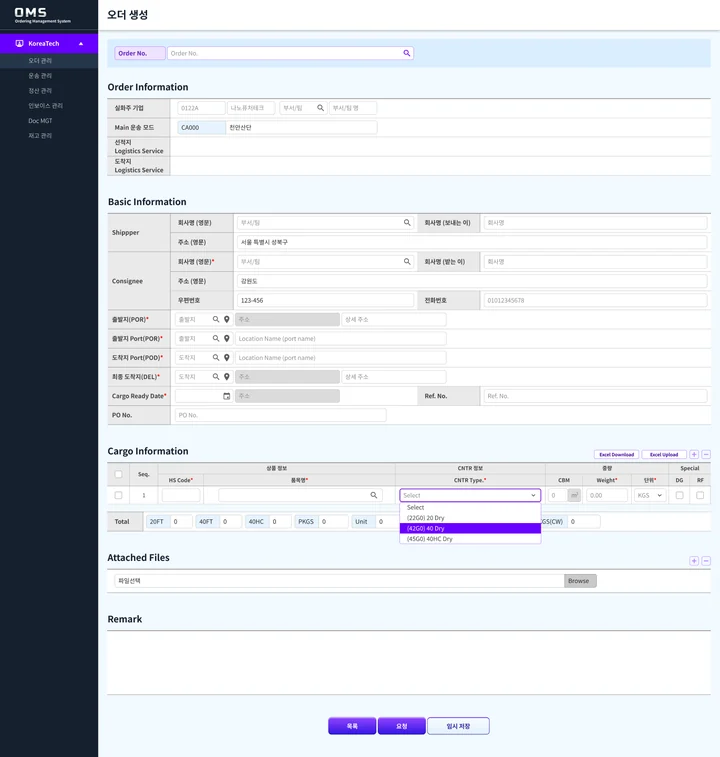 OMS
Ordering Management System
KoreaTech
오더 관리
운송 관리
정산 관리
인보이스 관리
Doc MGT
재고 관리
오더 생성
Order No. Order No.
Order Information
실화주 기업 0122A 나노퓨처테크 부서/팀 부서/팀 명
Main 운송 모드 CA000 천안산단
선적지
Logistics Service
도착지
Logistics Service
Basic Information
Shippper 회사명 (영문) 부서/팀 회사명 (보내는 이) 회사명
주소 (영문) 서울 특별시 성북구
Consignee 회사명 (영문)* 부서/팀 회사명 (받는 이) 회사명
주소 (영문) 강원도
우편번호 123-456 전화번호 01012345678
출발지(POR)* 출발지 주소 상세 주소
출발지 Port(POR)* 출발지 Location Name (port name)
도착지 Port(POD)* 도착지 Location Name (port name)
최종 도착지(DEL)* 도착지 주소 상세 주소
Cargo Ready Date* 주소 Ref. No. Ref. No.
PO No. PO No.
Cargo Information Excel Download Excel Upload
Seq. 상품 정보 CNTR 정보 중량 Special
HS Code* 품목명* CNTR Type.* CBM Weight.* 단위* DG RF
1 Select 0 m² 0.00 KGS
Select
(22G0) 20 Dry
(42G0) 40 Dry
(45G0) 40HC Dry
Total 20FT 0 40FT 0 40HC 0 PKGS 0 Unit 0 KGS(CW) 0
Attached Files
파일선택 Browse
Remark
목록 요청 임시 저장